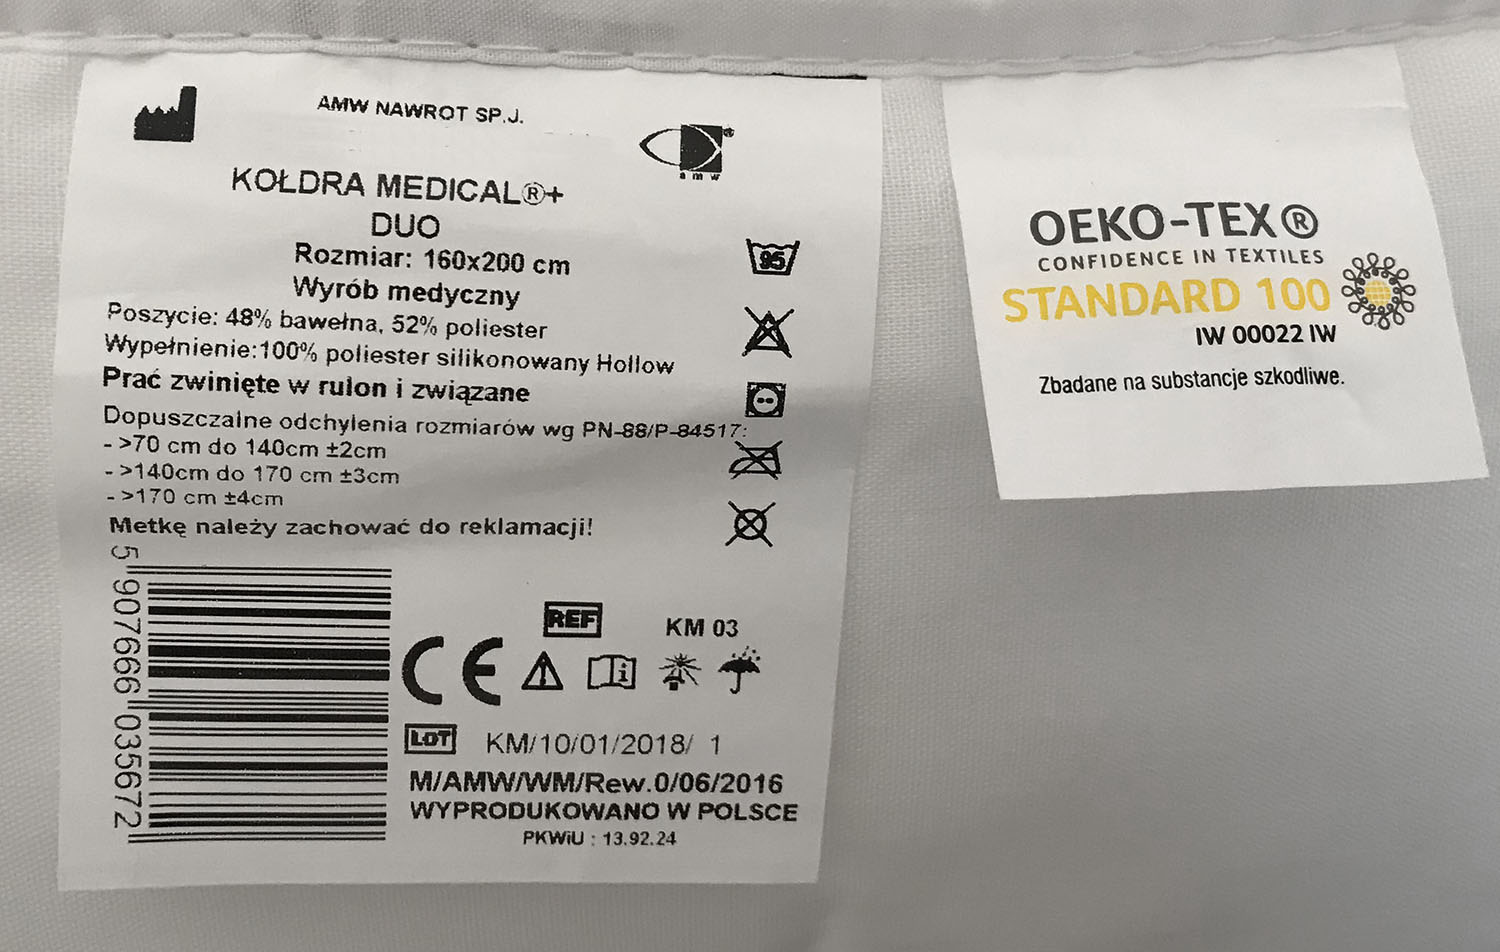 AMW NAWROT SP.J.
amw®
KOŁDRA MEDICAL®+
DUO
Rozmiar: 160x200 cm
Wyrób medyczny
Poszycie: 48% bawełna, 52% poliester
Wypełnienie:100% poliester silikonowany Hollow
Prać zwinięte w rulon i związane
Dopuszczalne odchylenia rozmiarów wg PN-88/P-84517:
- >70 cm do 140cm ±2cm
- >140cm do 170 cm ±3cm
- >170 cm ±4cm
Metkę należy zachować do reklamacji!
95
5 907666 035672
REF KM 03
CE
LOT KM/10/01/2018/ 1
M/AMW/WM/Rew.0/06/2016
WYPRODUKOWANO W POLSCE
PKWiU : 13.92.24
OEKO-TEX®
CONFIDENCE IN TEXTILES
STANDARD 100
IW 00022 IW
Zbadane na substancje szkodliwe.